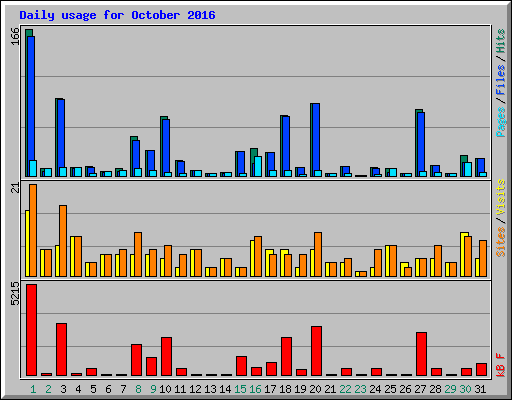 Daily usage for October 2016
166
Pages / Files / Hits
21
Sites / Visits
5215
kB F
1 2 3 4 5 6 7 8 9 10 11 12 13 14 15 16 17 18 19 20 21 22 23 24 25 26 27 28 29 30 31